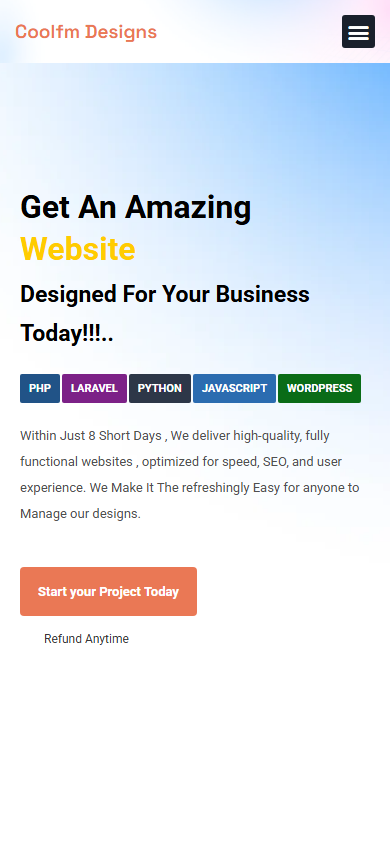 Coolfm Designs
Get An Amazing
Website
Designed For Your Business
Today!!!..
PHP LARAVEL PYTHON JAVASCRIPT WORDPRESS
Within Just 8 Short Days , We deliver high-quality, fully
functional websites , optimized for speed, SEO, and user
experience. We Make It The refreshingly Easy for anyone to
Manage our designs.
Start your Project Today
Refund Anytime